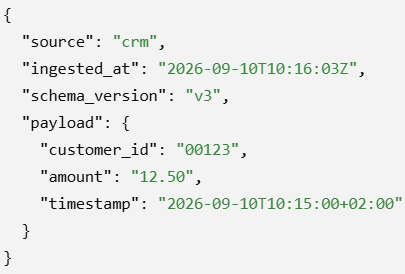 {
  "source": "crm",
  "ingested_at": "2026-09-10T10:16:03Z",
  "schema_version": "v3",
  "payload": {
    "customer_id": "00123",
    "amount": "12.50",
    "timestamp": "2026-09-10T10:15:00+02:00"
  }
}